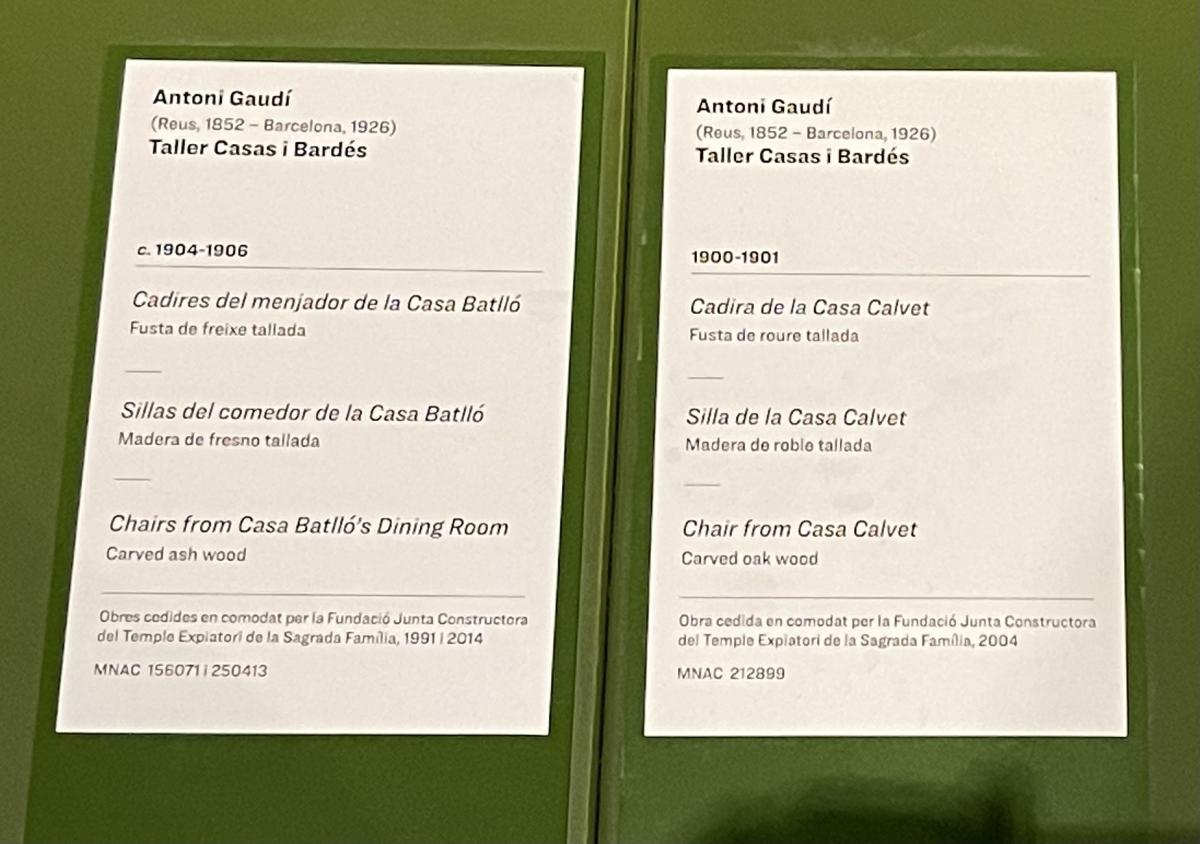 Antoni Gaudí
(Reus, 1852 – Barcelona, 1926)
Taller Casas i Bardés
c. 1904-1906
Cadires del menjador de la Casa Batlló
Fusta de freixe tallada
Sillas del comedor de la Casa Batlló
Madera de fresno tallada
Chairs from Casa Batlló's Dining Room
Carved ash wood
Obres cedides en comodat per la Fundació Junta Constructora
del Temple Expiatori de la Sagrada Família, 1991 i 2014
MNAC 156071 i 250413
Antoni Gaudí
(Reus, 1852 – Barcelona, 1926)
Taller Casas i Bardés
1900-1901
Cadira de la Casa Calvet
Fusta de roure tallada
Silla de la Casa Calvet
Madera de roble tallada
Chair from Casa Calvet
Carved oak wood
Obra cedida en comodat per la Fundació Junta Constructora
del Temple Expiatori de la Sagrada Família, 2004
MNAC 212899